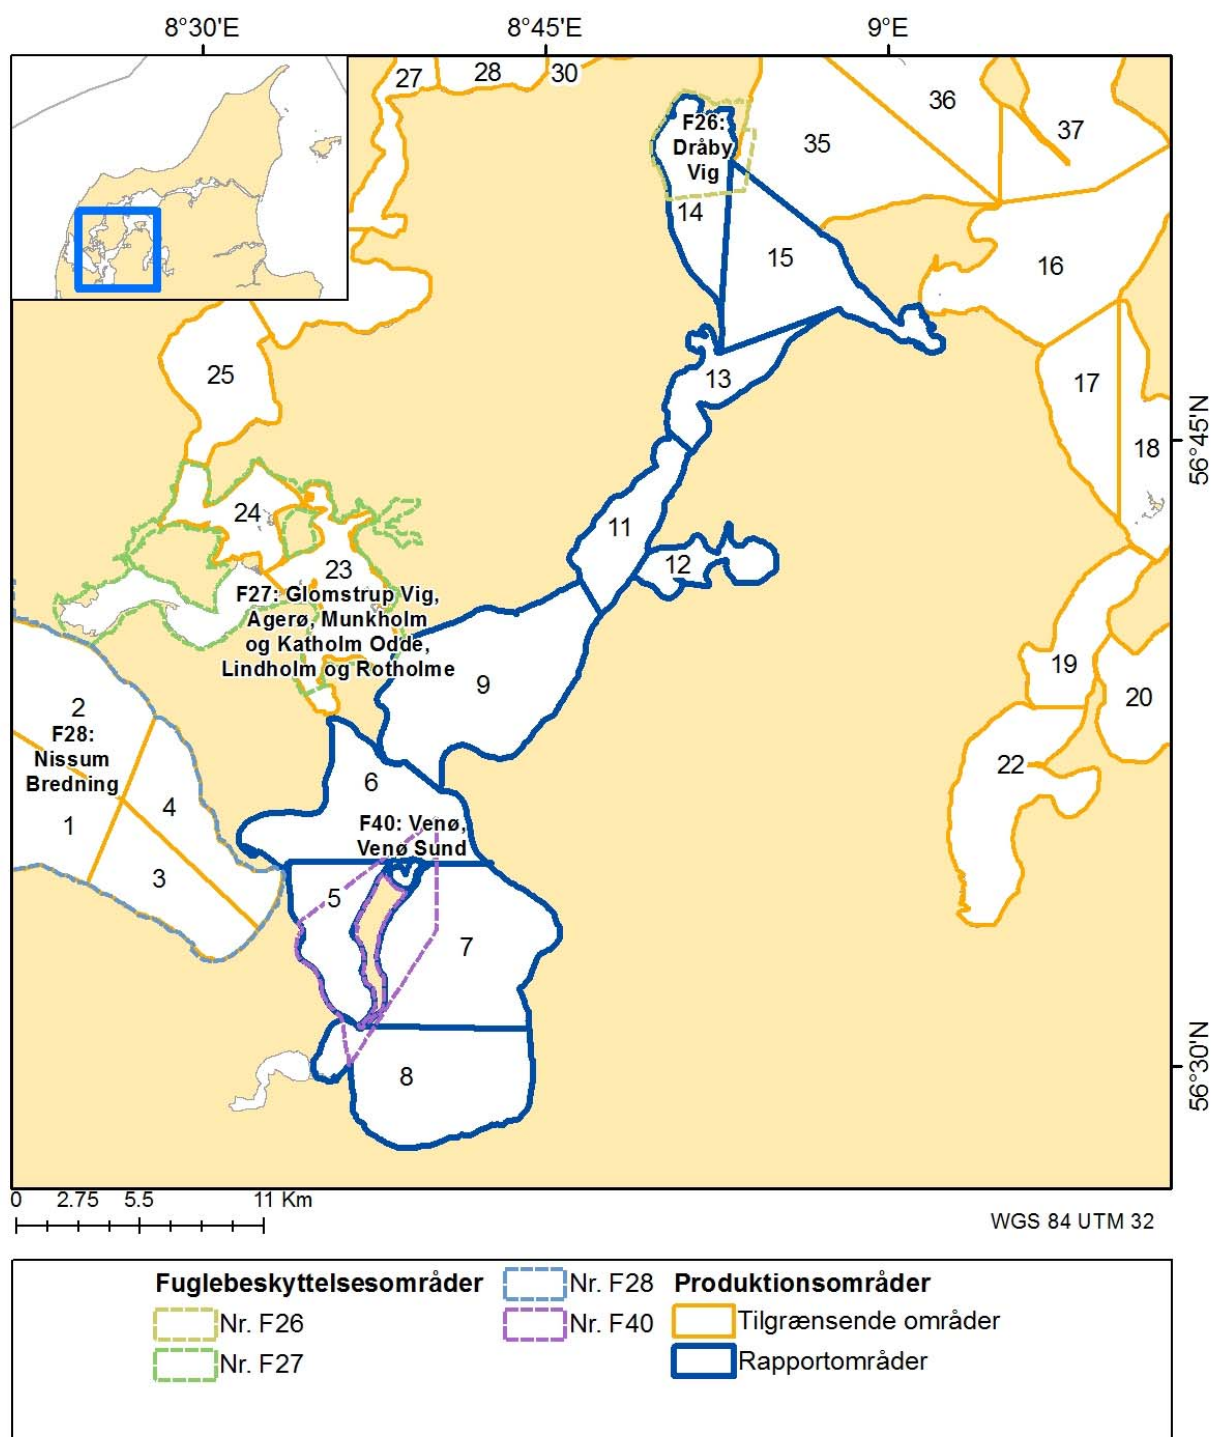 8°30'E
8°45'E
9°E
27
28
30
36
37
35
F26:
Dråby
Vig
14
15
16
25
13
17
18
24
11
12
23
F27: Glomstrup Vig,
Agerø, Munkholm
og Katholm Odde,
Lindholm og Rotholme
9
19
20
2
F28:
Nissum
Bredning
22
6
4
1
F40: Venø,
Venø Sund
3
5
7
8
56°45'N
56°30'N
0 2.75 5.5 11 Km
WGS 84 UTM 32
Fuglebeskyttelsesområder
Nr. F26
Nr. F27
Nr. F28
Nr. F40
Produktionsområder
Tilgrænsende områder
Rapportområder